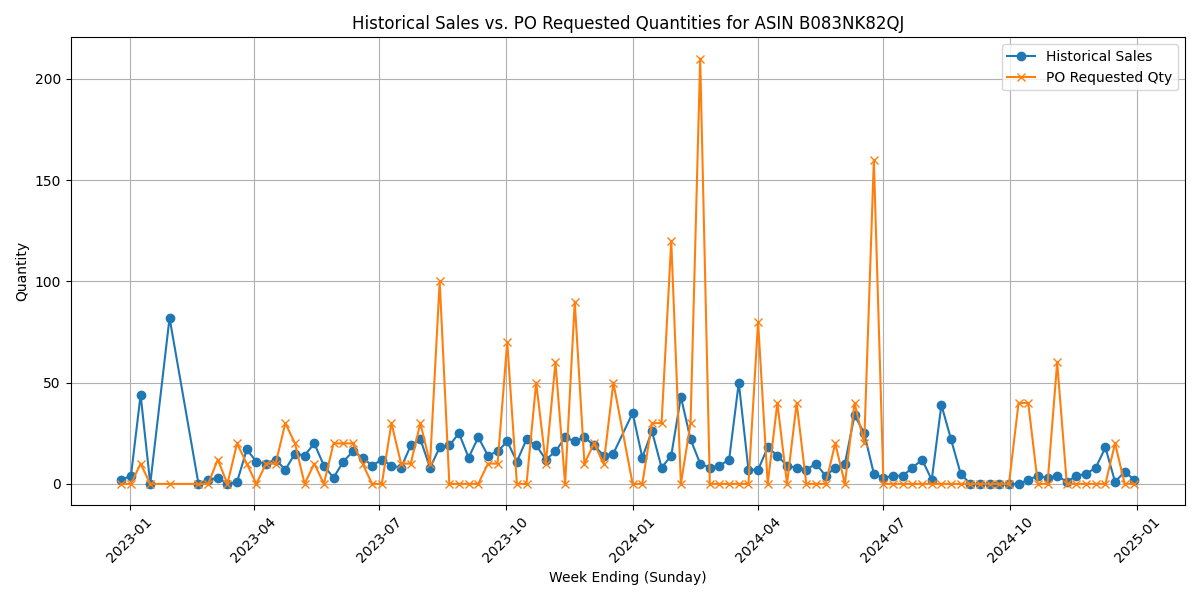 Historical Sales vs. PO Requested Quantities for ASIN B083NK82QJ
Historical Sales
PO Requested Qty
Quantity
200
150
100
50
0
2023-01
2023-04
2023-07
2023-10
2024-01
2024-04
2024-07
2024-10
2025-01
Week Ending (Sunday)